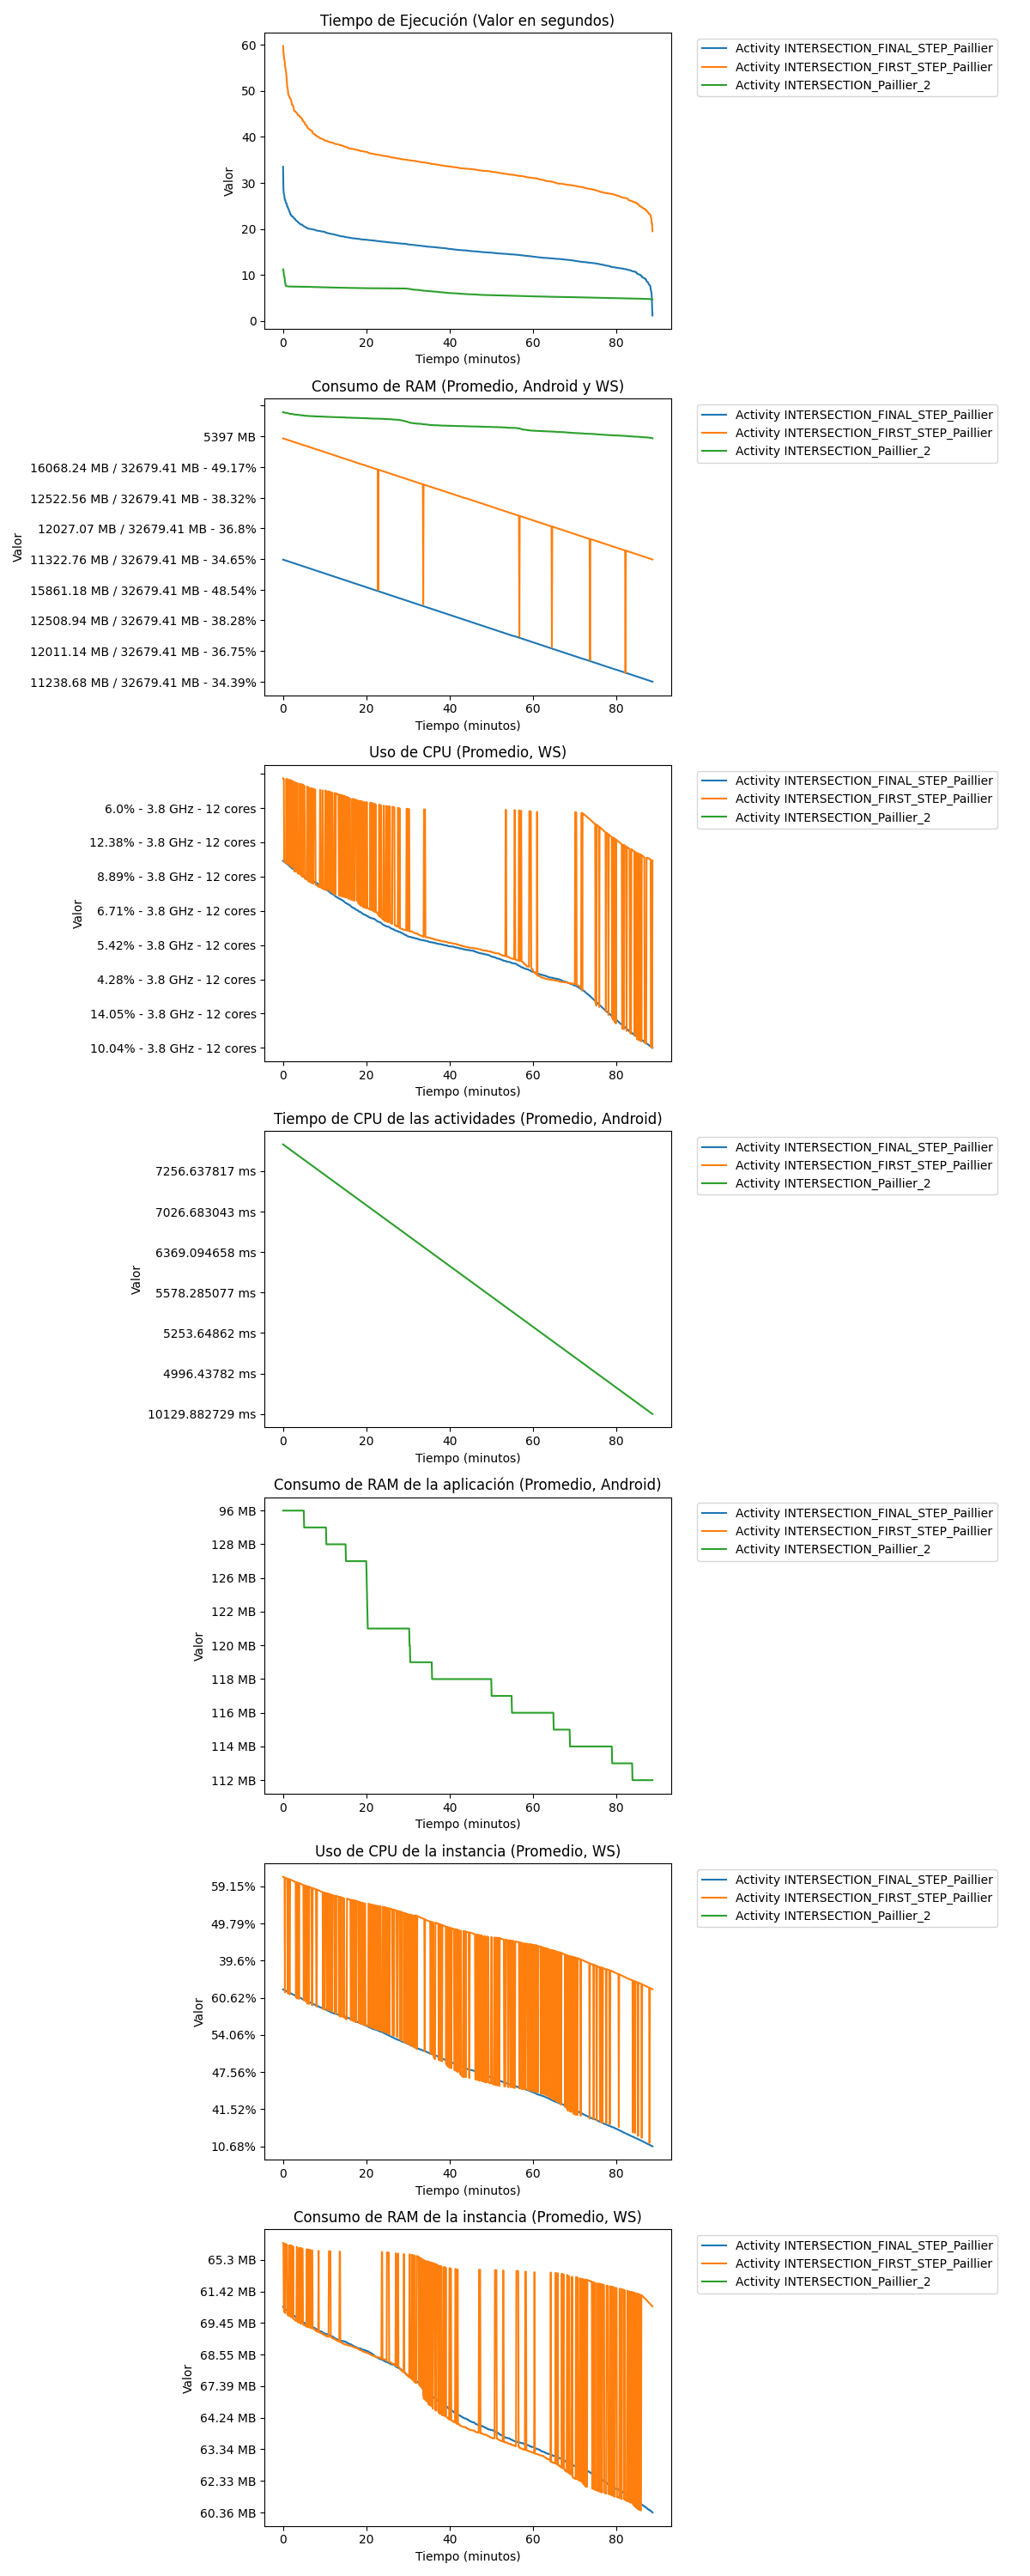 Tiempo de Ejecución (Valor en segundos)
Valor
60
50
40
30
20
10
0
0 20 40 60 80
Tiempo (minutos)
Activity INTERSECTION_FINAL_STEP_Paillier
Activity INTERSECTION_FIRST_STEP_Paillier
Activity INTERSECTION_Paillier_2
Consumo de RAM (Promedio, Android y WS)
Valor
5397 MB
16068.24 MB / 32679.41 MB - 49.17%
12522.56 MB / 32679.41 MB - 38.32%
12027.07 MB / 32679.41 MB - 36.8%
11322.76 MB / 32679.41 MB - 34.65%
15861.18 MB / 32679.41 MB - 48.54%
12508.94 MB / 32679.41 MB - 38.28%
12011.14 MB / 32679.41 MB - 36.75%
11238.68 MB / 32679.41 MB - 34.39%
0 20 40 60 80
Tiempo (minutos)
Activity INTERSECTION_FINAL_STEP_Paillier
Activity INTERSECTION_FIRST_STEP_Paillier
Activity INTERSECTION_Paillier_2
Uso de CPU (Promedio, WS)
Valor
6.0% - 3.8 GHz - 12 cores
12.38% - 3.8 GHz - 12 cores
8.89% - 3.8 GHz - 12 cores
6.71% - 3.8 GHz - 12 cores
5.42% - 3.8 GHz - 12 cores
4.28% - 3.8 GHz - 12 cores
14.05% - 3.8 GHz - 12 cores
10.04% - 3.8 GHz - 12 cores
0 20 40 60 80
Tiempo (minutos)
Activity INTERSECTION_FINAL_STEP_Paillier
Activity INTERSECTION_FIRST_STEP_Paillier
Activity INTERSECTION_Paillier_2
Tiempo de CPU de las actividades (Promedio, Android)
Valor
7256.637817 ms
7026.683043 ms
6369.094658 ms
5578.285077 ms
5253.64862 ms
4996.43782 ms
10129.882729 ms
0 20 40 60 80
Tiempo (minutos)
Activity INTERSECTION_FINAL_STEP_Paillier
Activity INTERSECTION_FIRST_STEP_Paillier
Activity INTERSECTION_Paillier_2
Consumo de RAM de la aplicación (Promedio, Android)
Valor
96 MB
128 MB
126 MB
122 MB
120 MB
118 MB
116 MB
114 MB
112 MB
0 20 40 60 80
Tiempo (minutos)
Activity INTERSECTION_FINAL_STEP_Paillier
Activity INTERSECTION_FIRST_STEP_Paillier
Activity INTERSECTION_Paillier_2
Uso de CPU de la instancia (Promedio, WS)
Valor
59.15%
49.79%
39.6%
60.62%
54.06%
47.56%
41.52%
10.68%
0 20 40 60 80
Tiempo (minutos)
Activity INTERSECTION_FINAL_STEP_Paillier
Activity INTERSECTION_FIRST_STEP_Paillier
Activity INTERSECTION_Paillier_2
Consumo de RAM de la instancia (Promedio, WS)
Valor
65.3 MB
61.42 MB
69.45 MB
68.55 MB
67.39 MB
64.24 MB
63.34 MB
62.33 MB
60.36 MB
0 20 40 60 80
Tiempo (minutos)
Activity INTERSECTION_FINAL_STEP_Paillier
Activity INTERSECTION_FIRST_STEP_Paillier
Activity INTERSECTION_Paillier_2